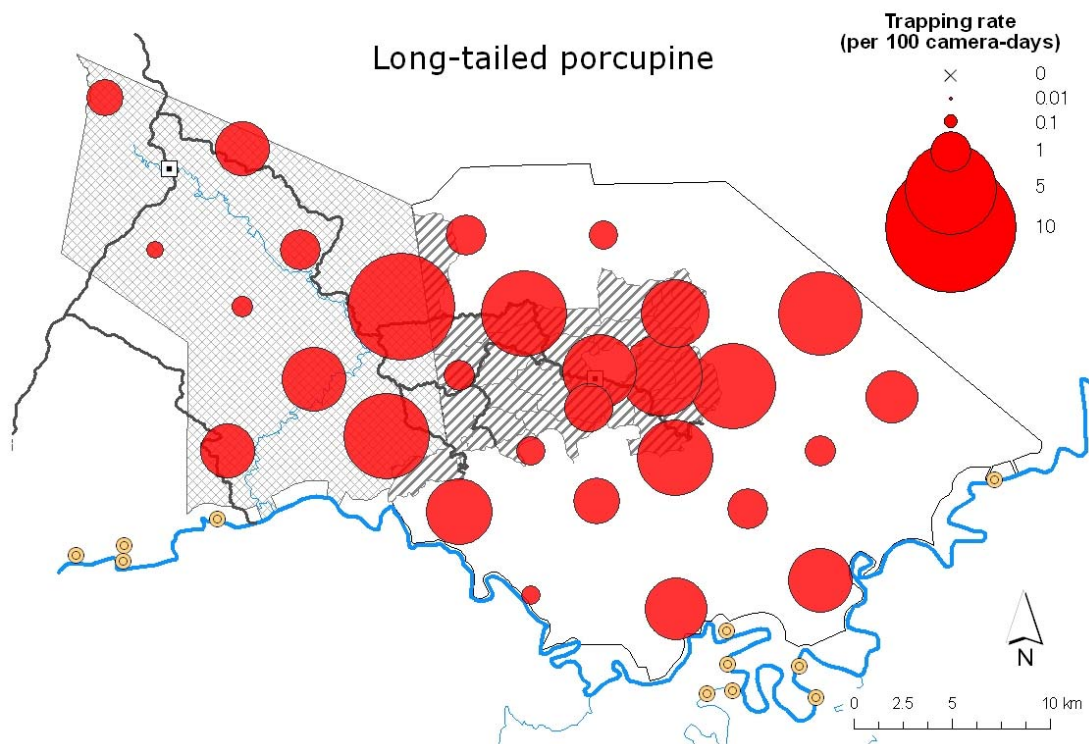 Long-tailed porcupine
Trapping rate
(per 100 camera-days)
0
0.01
0.1
1
5
10
N
0 2.5 5 10 km